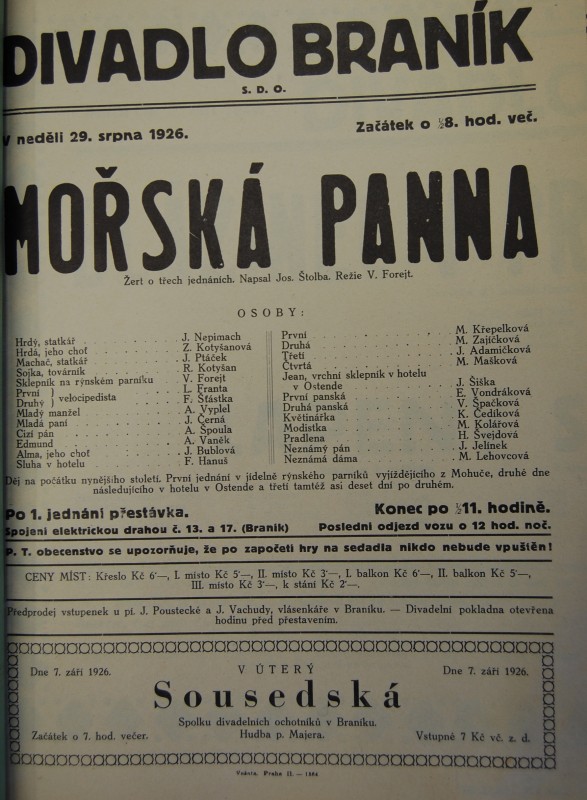 DIVADLO BRANÍK
S. D. O.
V neděli 29. srpna 1926.
Začátek o ½8. hod. več.
MOŘSKÁ PANNA
Žert o třech jednáních. Napsal Jos. Štolba. Režie V. Forejt.
OSOBY:
Hrdý, statkář . . . . . . . . J. Nepimach
Hrdá, jeho choť . . . . . . . Z. Kotyšanová
Machač, statkář . . . . . . . J. Ptáček
Sojka, továrník . . . . . . . R. Kotyšan
Sklepník na rýnském parníku V. Forejt
První ) velocipedista . . . . L. Franta
Druhý ) velocipedista . . . . F. Šťástka
Mladý manžel . . . . . . . . A. Vyplel
Mladá paní . . . . . . . . . J. Černá
Cizí pán . . . . . . . . . . A. Špoula
Edmund . . . . . . . . . . . A. Vaněk
Alma, jeho choť . . . . . . . J. Bublová
Sluha v hotelu . . . . . . . F. Hanuš
První . . . . . . . . . . . M. Křepelková
Druhá . . . . . . . . . . . M. Zajíčková
Třetí . . . . . . . . . . . J. Adamičková
Čtvrtá . . . . . . . . . . . M. Mašková
Jean, vrchní sklepník v hotelu
v Ostende . . . . . . . . . J. Šiška
První panská . . . . . . . . E. Vondráková
Druhá panská . . . . . . . . V. Špačková
Květinářka . . . . . . . . . K. Čedíková
Modistka . . . . . . . . . . M. Kolářová
Pradlena . . . . . . . . . . H. Švejdová
Neznámý pán . . . . . . . . J. Jelínek
Neznámá dáma . . . . . . . . M. Lehovcová
Děj na počátku nynějšího století. První jednání v jídelně rýnského parníků vyjíždějícího z Mohuče, druhé dne
následujícího v hotelu v Ostende a třetí tamtéž asi deset dní po druhém.
Po 1. jednání přestávka.
Konec po ½11. hodině.
Spojení elektrickou drahou č. 13. a 17. (Braník)
Poslední odjezd vozu o 12 hod. noč.
P. T. obecenstvo se upozorňuje, že po započetí hry na sedadla nikdo nebude vpuštěn!
CENY MÍST: Křeslo Kč 6·—, I. místo Kč 5·—, II. místo Kč 3·—, I. balkon Kč 6·—, II. balkon Kč 5·—,
III. místo Kč 3·—, k stání Kč 2·—.
Předprodej vstupenek u pí. J. Poustecké a J. Vachudy, vlásenkáře v Braníku. — Divadelní pokladna otevřena
hodinu před přestavením.
Dne 7. září 1926.
V ÚTERÝ
Dne 7. září 1926.
Sousedská
Spolku divadelních ochotníků v Braníku.
Začátek o 7. hod. večer.
Hudba p. Majera.
Vstupné 7 Kč vč. z. d.
Praha II. — 1804